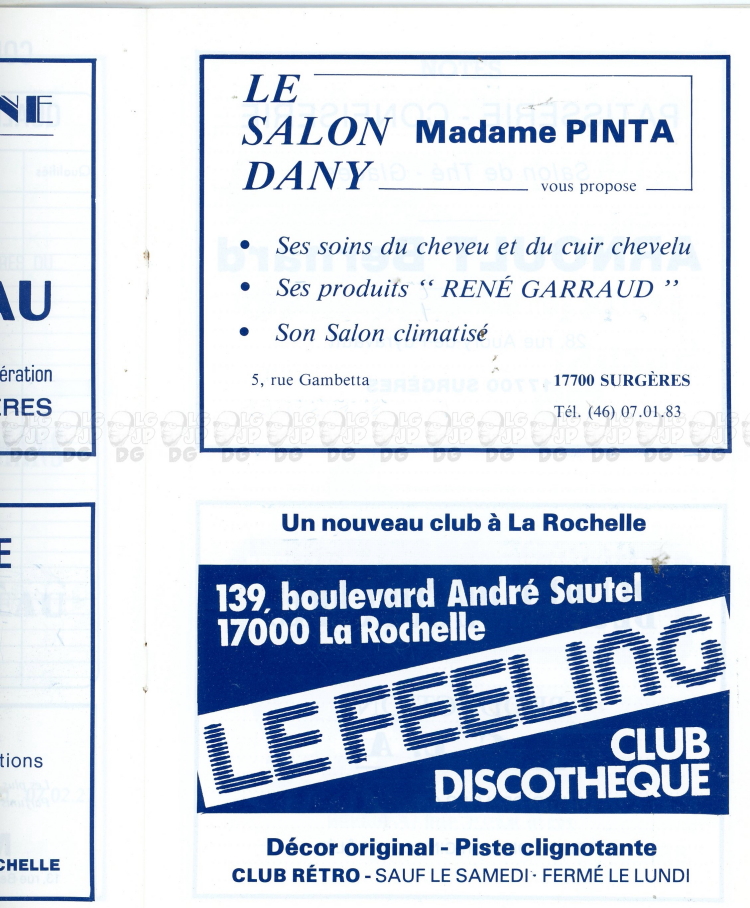 NE
AU
ération
ÈRES
E
tions
CHELLE
LE
SALON
DANY
Madame PINTA
vous propose
• Ses soins du cheveu et du cuir chevelu
• Ses produits “ RENÉ GARRAUD ”
• Son Salon climatisé
5, rue Gambetta 17700 SURGÈRES
Tél. (46) 07.01.83
Un nouveau club à La Rochelle
139, boulevard André Sautel
17000 La Rochelle
LE FEELING
CLUB
DISCOTHEQUE
Décor original - Piste clignotante
CLUB RÉTRO - SAUF LE SAMEDI - FERMÉ LE LUNDI